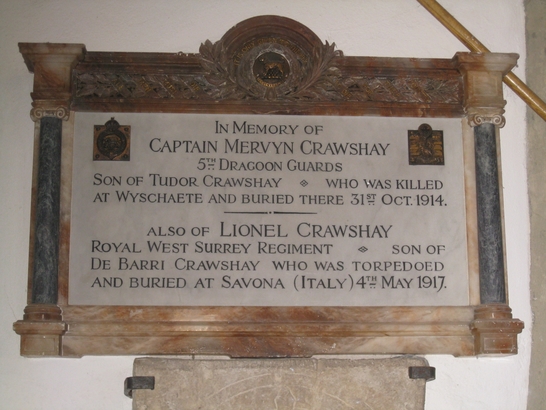 IN MEMORY OF
CAPTAIN MERVYN CRAWSHAY
5TH DRAGOON GUARDS
SON OF TUDOR CRAWSHAY WHO WAS KILLED
AT WYSCHAETE AND BURIED THERE 31ST OCT. 1914.
ALSO OF LIONEL CRAWSHAY
ROYAL WEST SURREY REGIMENT SON OF
DE BARRI CRAWSHAY WHO WAS TORPEDOED
AND BURIED AT SAVONA (ITALY) 4TH MAY 1917.